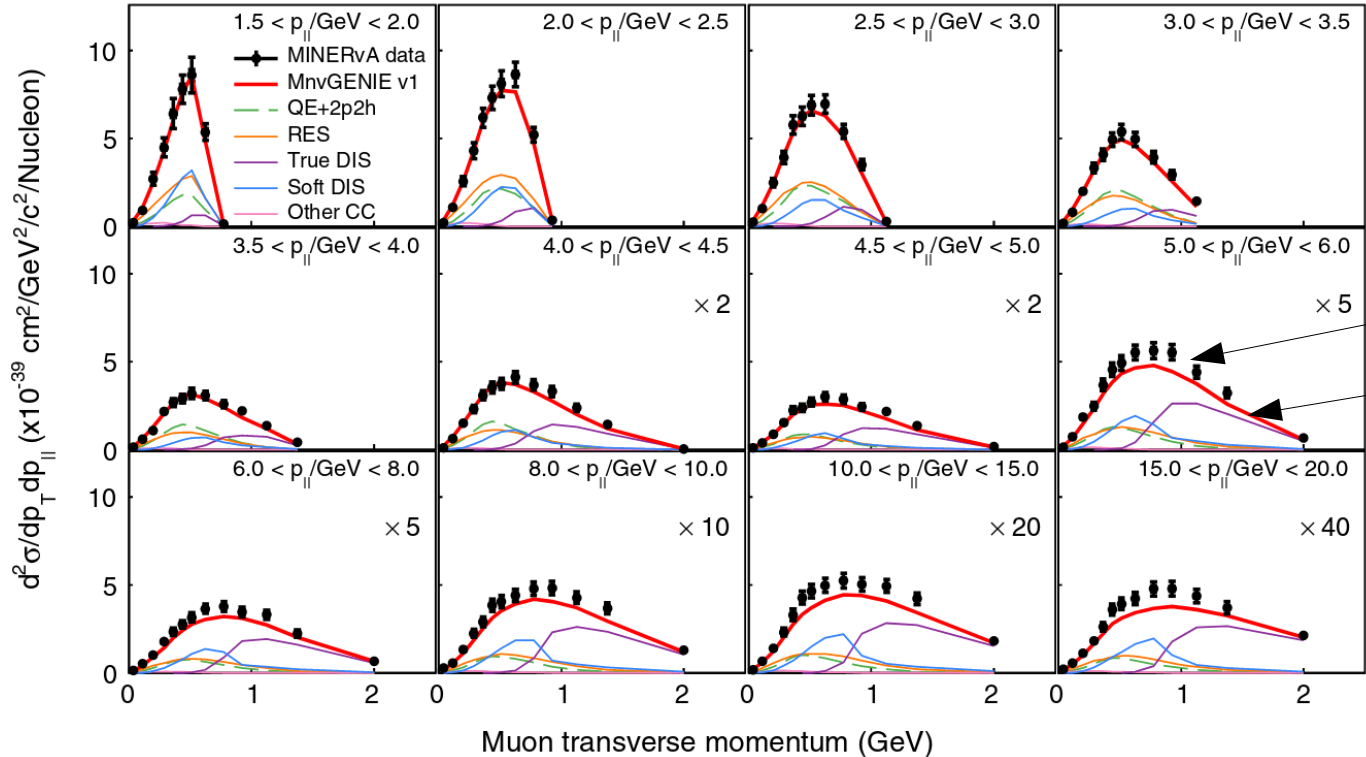 1.5 < p||/GeV < 2.0
2.0 < p||/GeV < 2.5
2.5 < p||/GeV < 3.0
3.0 < p||/GeV < 3.5
MINERvA data
MnvGENIE v1
QE+2p2h
RES
True DIS
Soft DIS
Other CC
10
5
0
3.5 < p||/GeV < 4.0
4.0 < p||/GeV < 4.5
4.5 < p||/GeV < 5.0
5.0 < p||/GeV < 6.0
× 2
× 2
× 5
10
5
0
6.0 < p||/GeV < 8.0
8.0 < p||/GeV < 10.0
10.0 < p||/GeV < 15.0
15.0 < p||/GeV < 20.0
× 5
× 10
× 20
× 40
10
5
0
0 1 2
0 1 2
0 1 2
0 1 2
d²σ/dp_T dp_|| (x10⁻³⁹ cm²/GeV²/c²/Nucleon)
Muon transverse momentum (GeV)